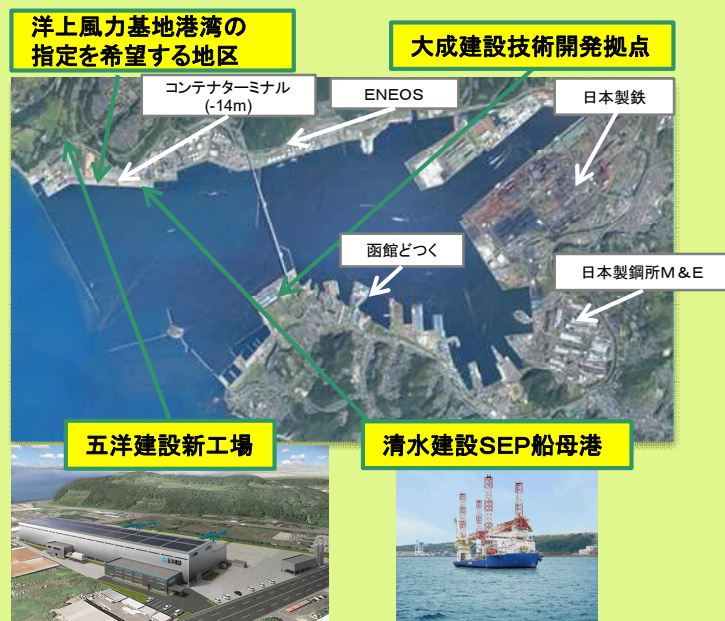 洋上風力基地港湾の
指定を希望する地区
大成建設技術開発拠点
コンテナターミナル
(-14m)
ENEOS
日本製鉄
函館どつく
日本製鋼所M&E
五洋建設新工場
清水建設SEP船母港